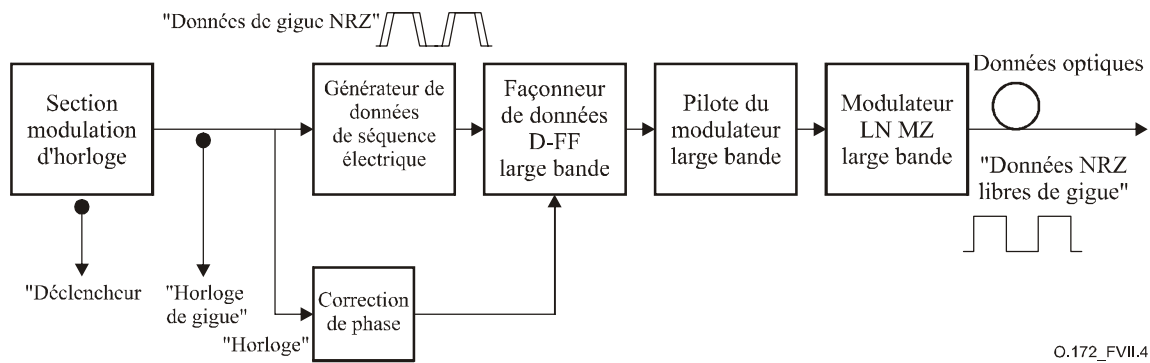 "Données de gigue NRZ"
Section
modulation
d'horloge
Générateur de
données
de séquence
électrique
Façonneur
de données
D-FF
large bande
Pilote du
modulateur
large bande
Modulateur
LN MZ
large bande
Données optiques
"Données NRZ
libres de gigue"
"Déclencheur
"Horloge
de gigue"
"Horloge"
Correction
de phase
O.172_FVII.4